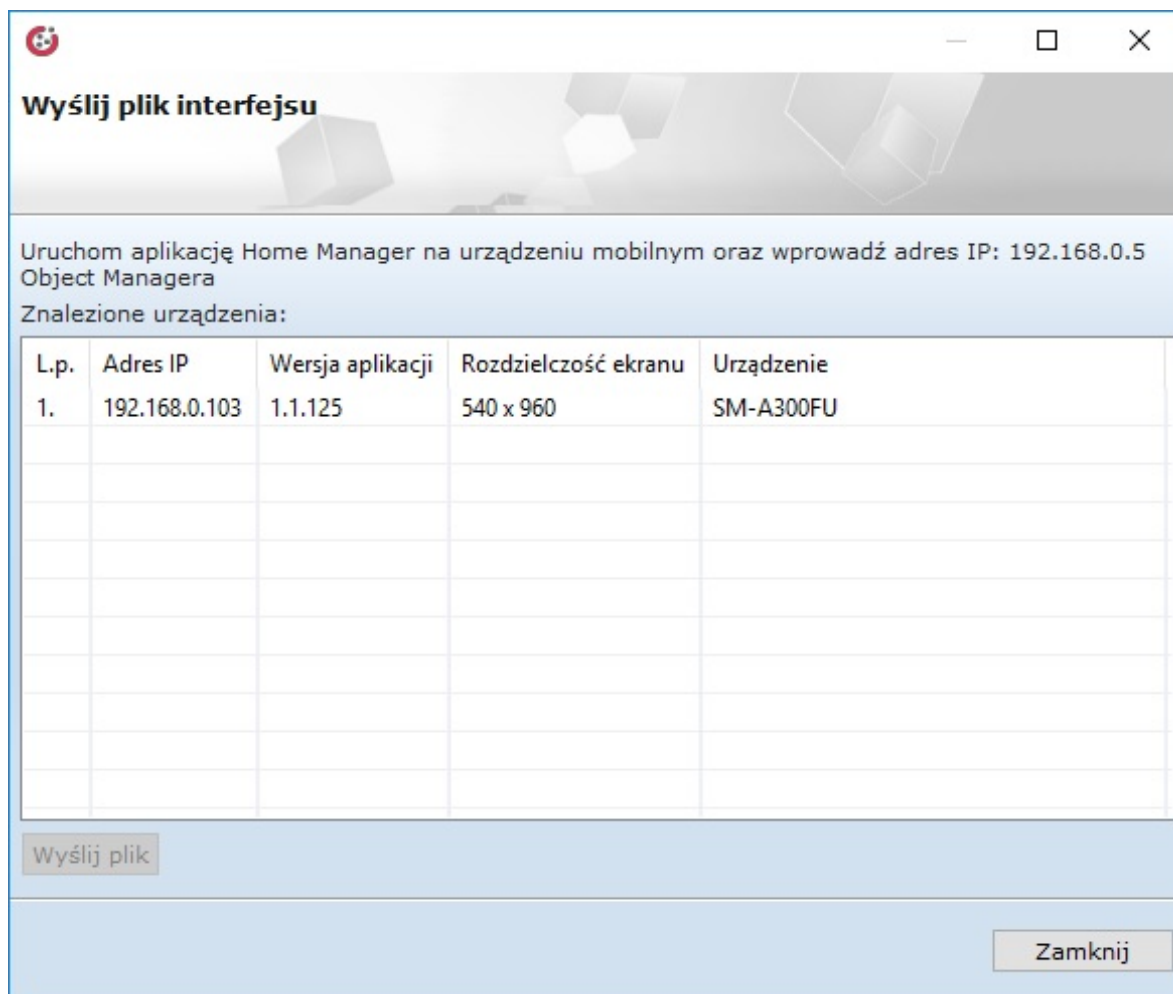 Wyślij plik interfejsu
Uruchom aplikację Home Manager na urządzeniu mobilnym oraz wprowadź adres IP: 192.168.0.5
Object Managera
Znalezione urządzenia:
L.p. Adres IP Wersja aplikacji Rozdzielczość ekranu Urządzenie
1. 192.168.0.103 1.1.125 540 x 960 SM-A300FU
Wyślij plik
Zamknij